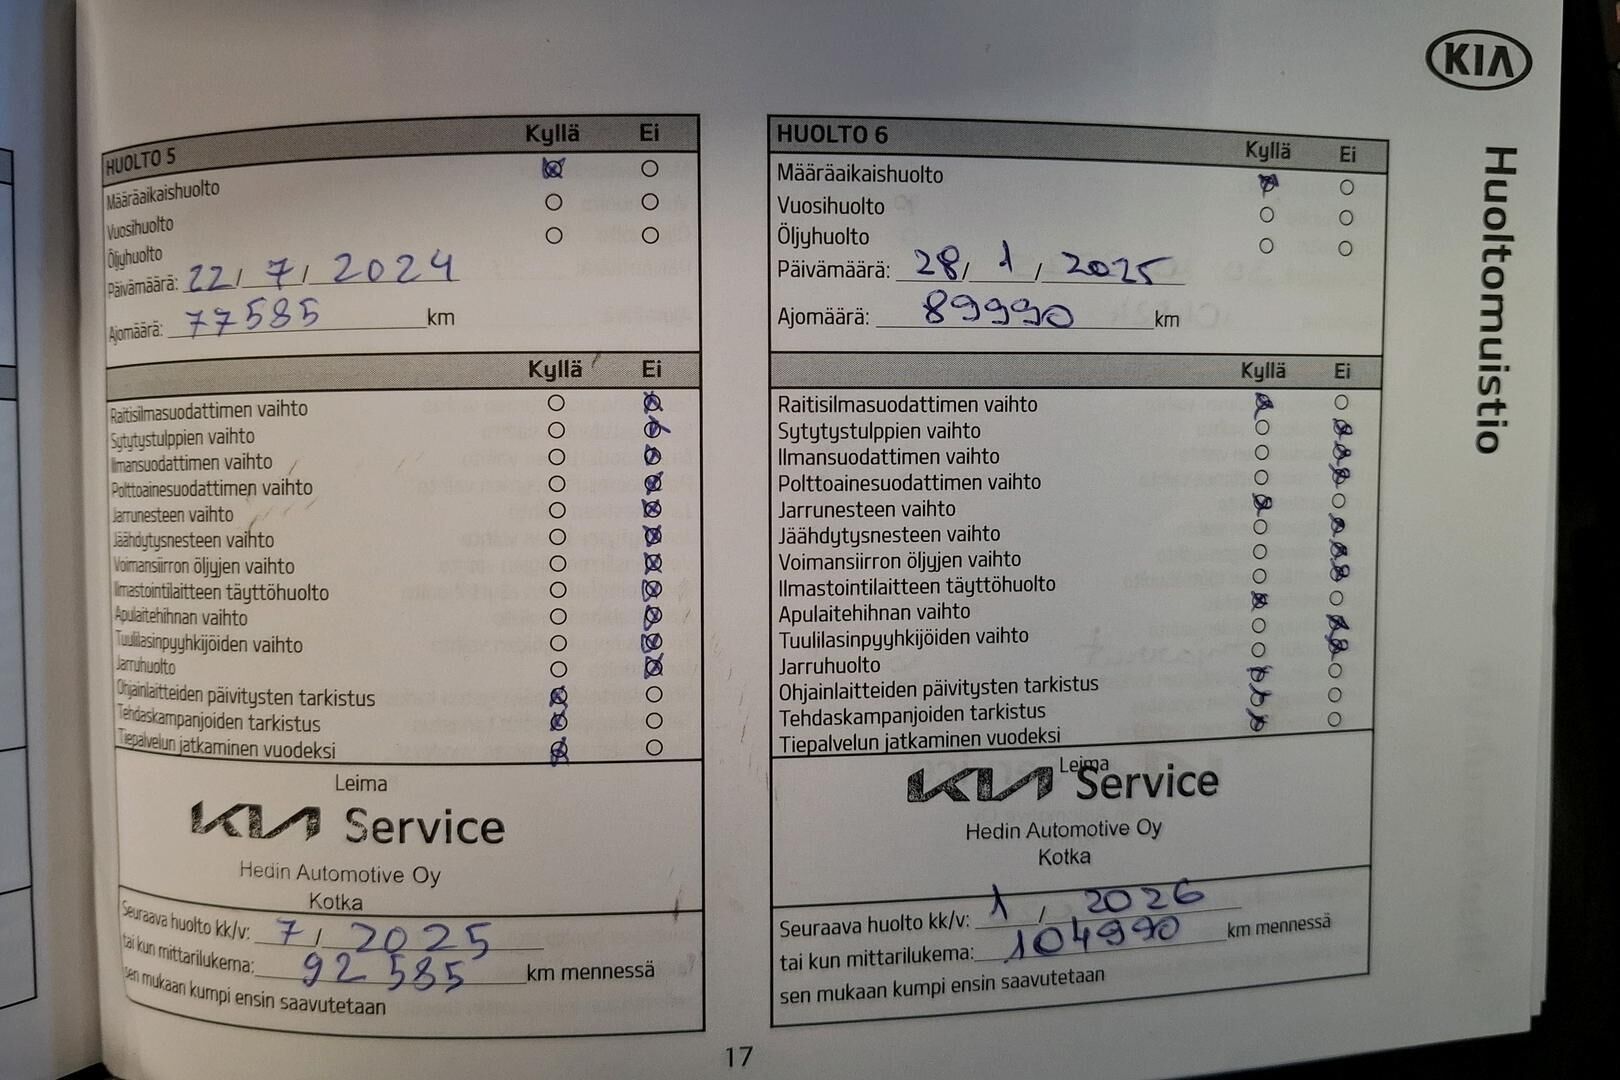 KIA
Huoltomuistio
HUOLTO 5 Kyllä Ei
Määräaikaishuolto
Vuosihuolto
Öljyhuolto
Päivämäärä: 22 / 7 / 2024
Ajomäärä: 77585 km
Kyllä Ei
Raitisilmasuodattimen vaihto
Sytytystulppien vaihto
Ilmansuodattimen vaihto
Polttoainesuodattimen vaihto
Jarrunesteen vaihto
Jäähdytysnesteen vaihto
Voimansiirron öljyjen vaihto
Ilmastointilaitteen täyttöhuolto
Apulaitehihnan vaihto
Tuulilasinpyyhkijöiden vaihto
Jarruhuolto
Ohjainlaitteiden päivitysten tarkistus
Tehdaskampanjoiden tarkistus
Tiepalvelun jatkaminen vuodeksi
Leima
KIA Service
Hedin Automotive Oy
Kotka
Seuraava huolto kk/v: 7 / 2025
tai kun mittarilukema: 92 585 km mennessä
sen mukaan kumpi ensin saavutetaan
HUOLTO 6 Kyllä Ei
Määräaikaishuolto
Vuosihuolto
Öljyhuolto
Päivämäärä: 28 / 1 / 2025
Ajomäärä: 89990 km
Kyllä Ei
Raitisilmasuodattimen vaihto
Sytytystulppien vaihto
Ilmansuodattimen vaihto
Polttoainesuodattimen vaihto
Jarrunesteen vaihto
Jäähdytysnesteen vaihto
Voimansiirron öljyjen vaihto
Ilmastointilaitteen täyttöhuolto
Apulaitehihnan vaihto
Tuulilasinpyyhkijöiden vaihto
Jarruhuolto
Ohjainlaitteiden päivitysten tarkistus
Tehdaskampanjoiden tarkistus
Tiepalvelun jatkaminen vuodeksi
Leima
KIA Service
Hedin Automotive Oy
Kotka
Seuraava huolto kk/v: 1 / 2026
tai kun mittarilukema: 104990 km mennessä
sen mukaan kumpi ensin saavutetaan
17